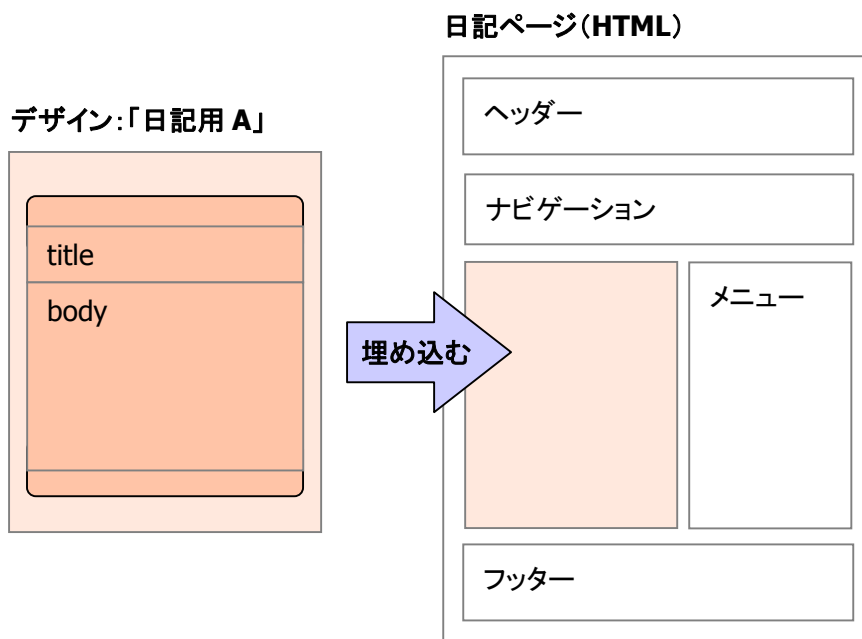 日記ページ(HTML)
デザイン:「日記用 A」
title
body
埋め込む
ヘッダー
ナビゲーション
メニュー
フッター